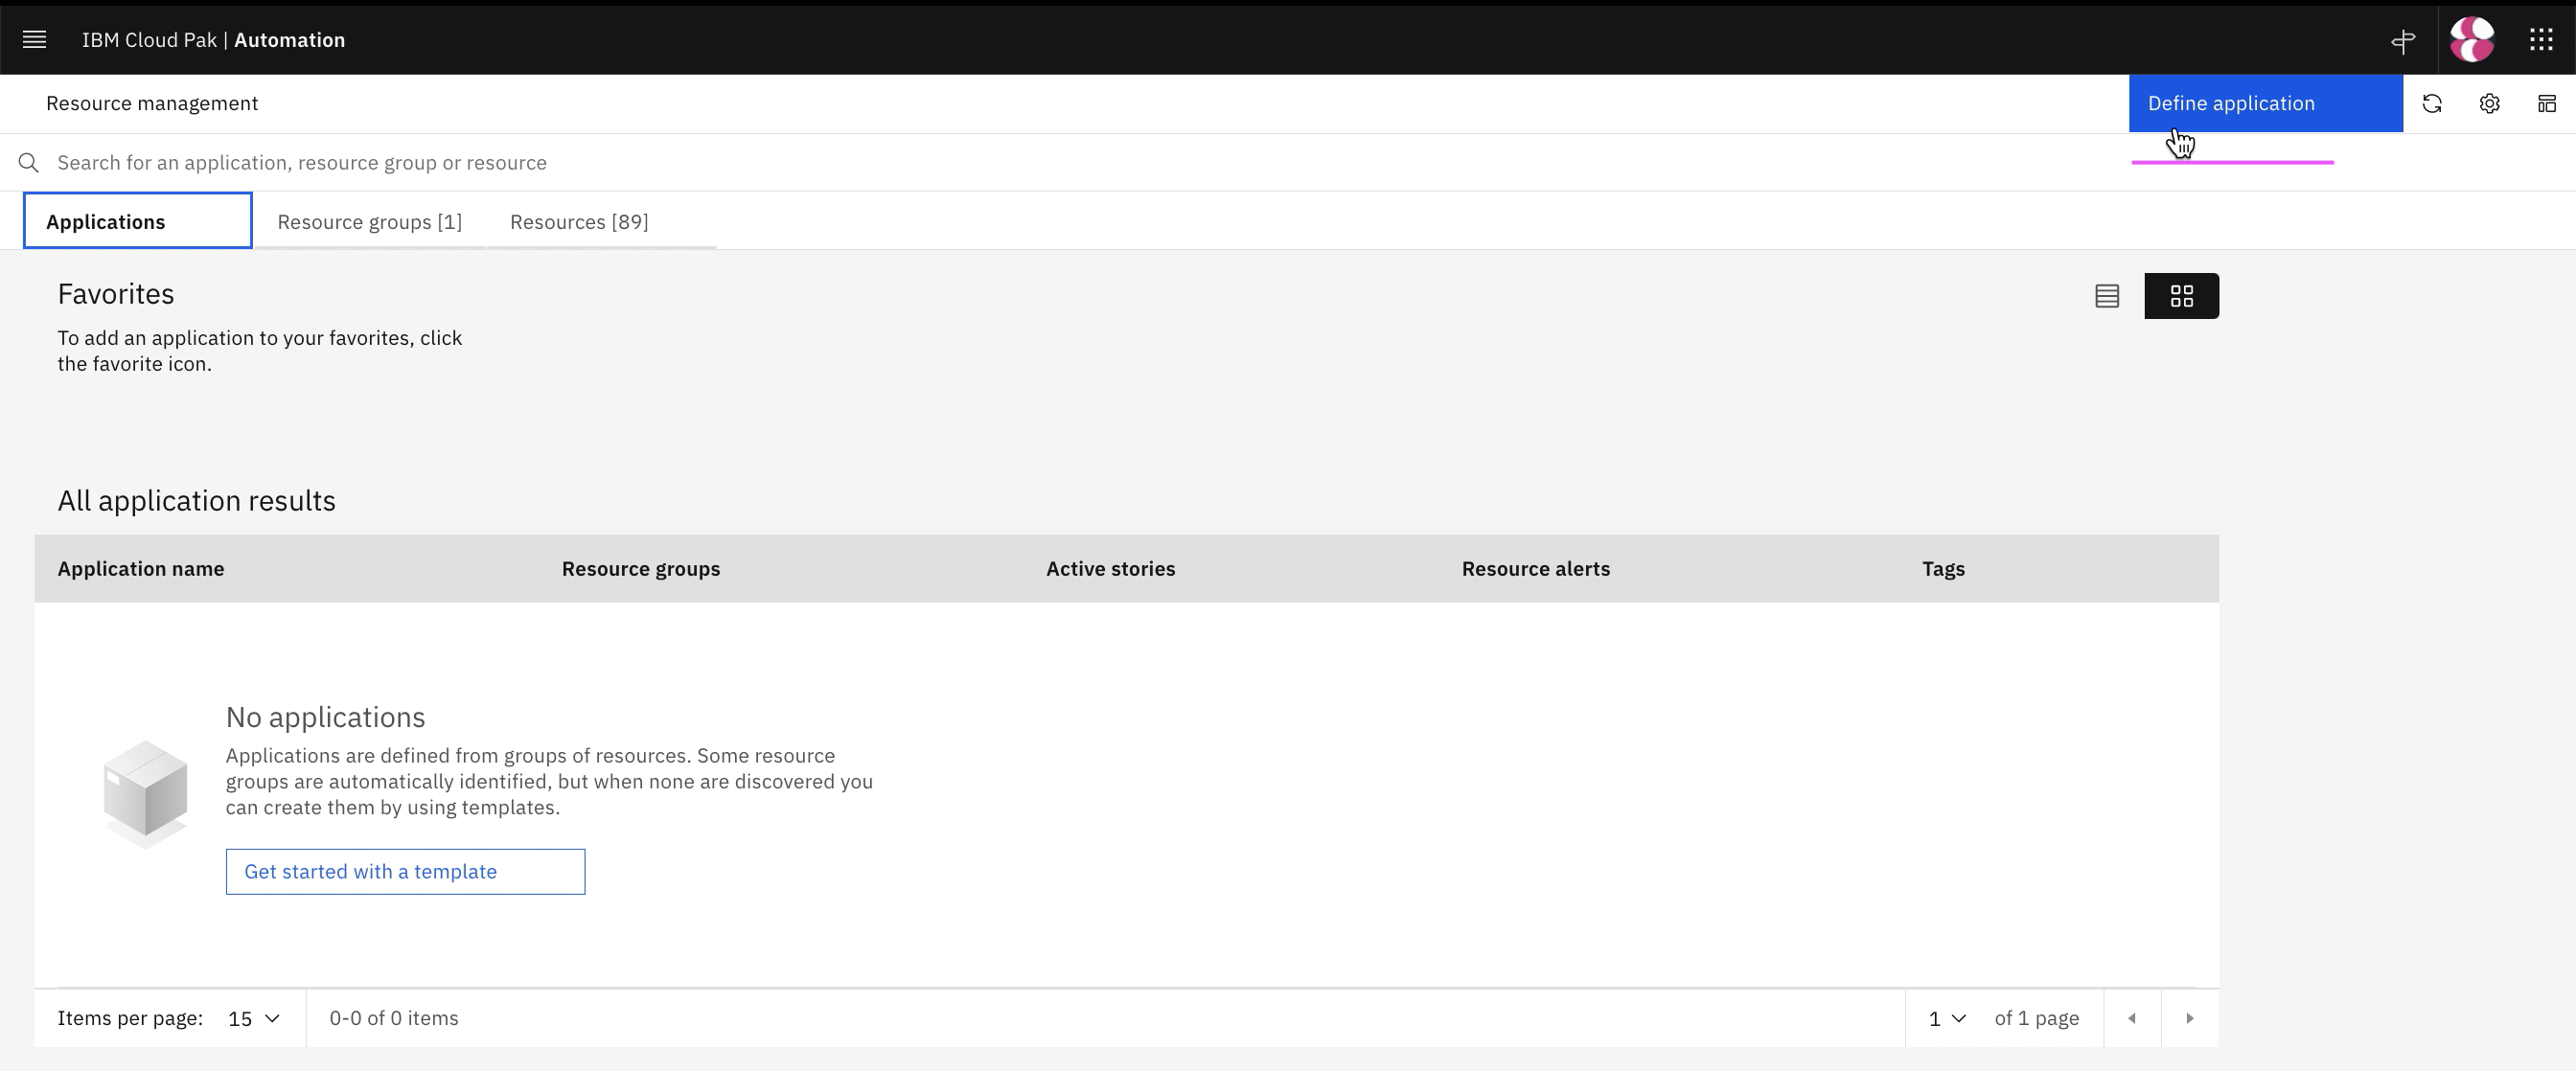 IBM Cloud Pak | Automation
Resource management
Define application
Search for an application, resource group or resource
Applications
Resource groups [1]
Resources [89]
Favorites
To add an application to your favorites, click
the favorite icon.
All application results
Application name
Resource groups
Active stories
Resource alerts
Tags
No applications
Applications are defined from groups of resources. Some resource
groups are automatically identified, but when none are discovered you
can create them by using templates.
Get started with a template
Items per page: 15
0-0 of 0 items
1
of 1 page